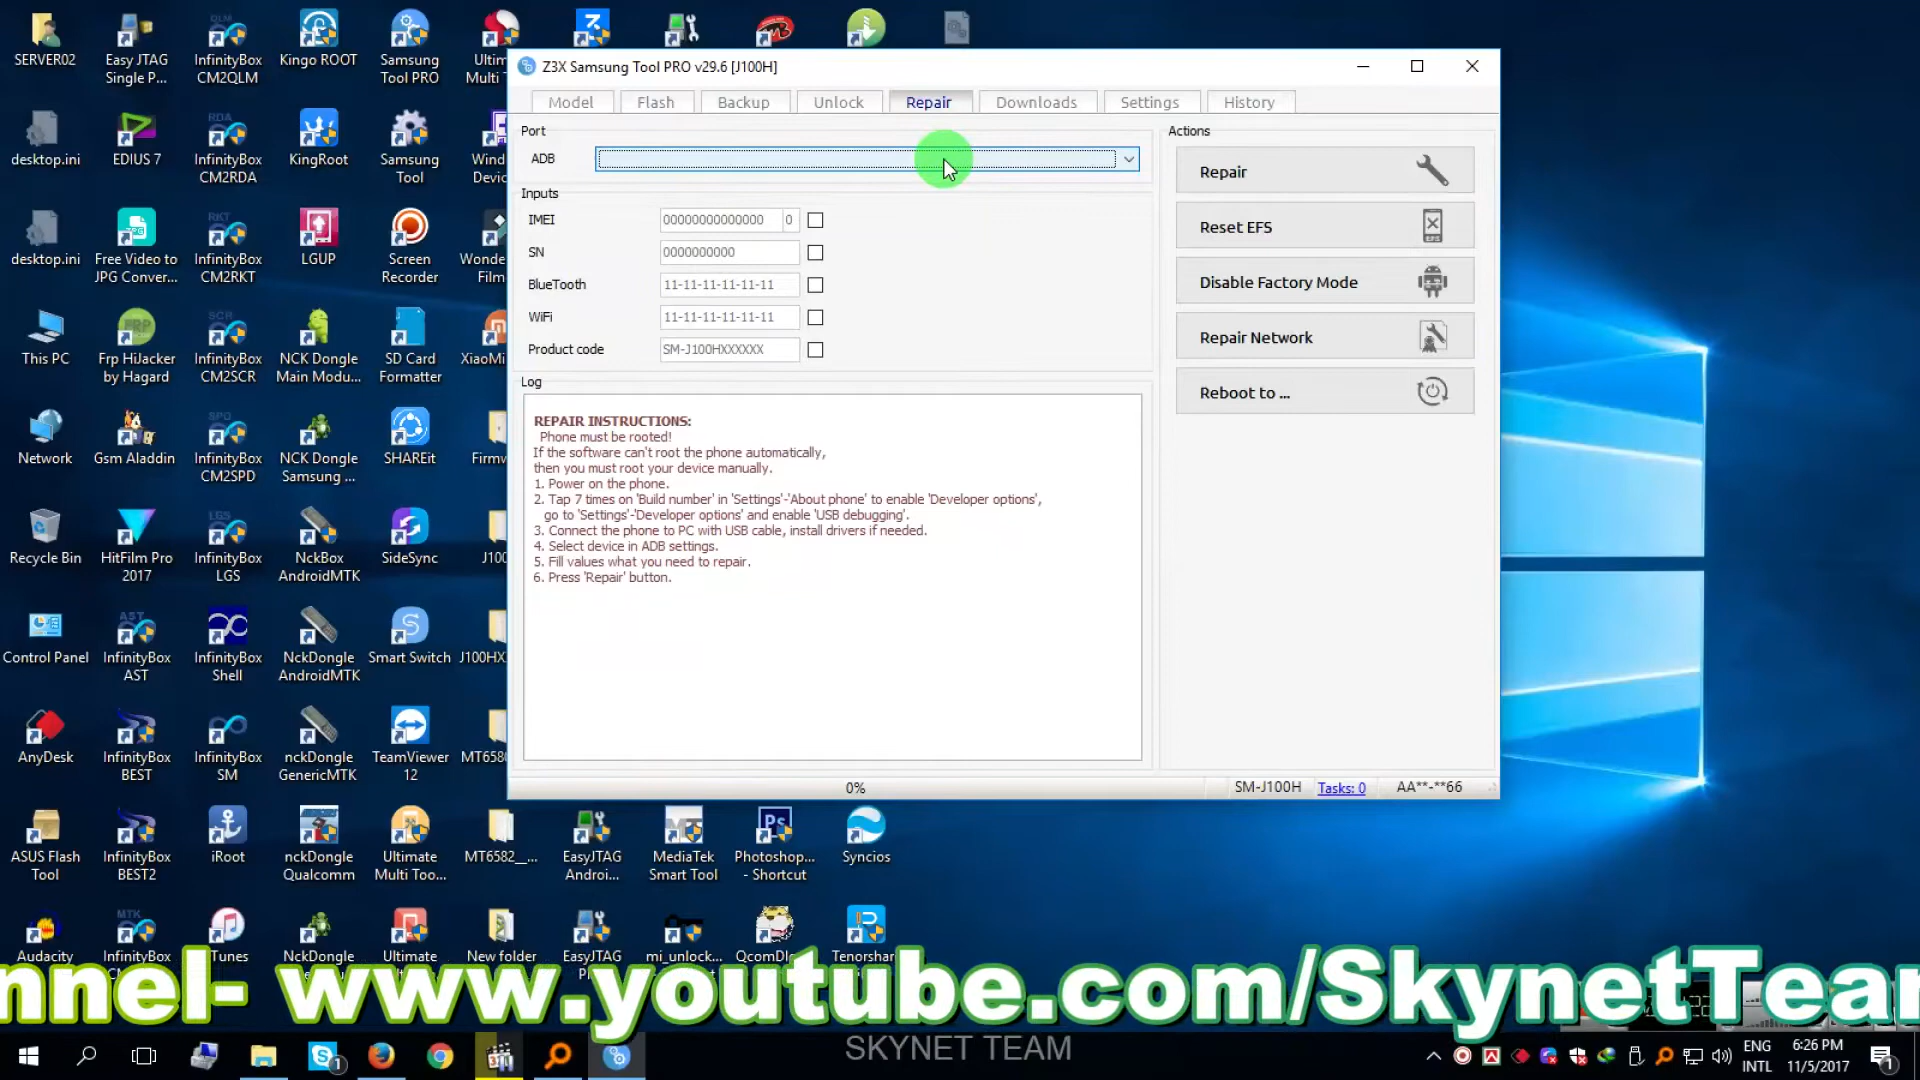 SERVER02
Easy JTAG
Single P...
InfinityBox
CM2QLM
Kingo ROOT
Samsung
Tool PRO
Z3X Samsung Tool PRO v29.6 [J100H]
Model
Flash
Backup
Unlock
Repair
Downloads
Settings
History
Port
ADB
Inputs
IMEI
00000000000000
0
SN
0000000000
BlueTooth
11-11-11-11-11-11
WiFi
11-11-11-11-11-11
Product code
SM-J100HXXXXXX
Actions
Repair
Reset EFS
Disable Factory Mode
Repair Network
Reboot to ...
Log
REPAIR INSTRUCTIONS:
Phone must be rooted!
If the software can't root the phone automatically,
then you must root your device manually.
1. Power on the phone.
2. Tap 7 times on 'Build number' in 'Settings'-'About phone' to enable 'Developer options',
go to 'Settings'-'Developer options' and enable 'USB debugging'.
3. Connect the phone to PC with USB cable, install drivers if needed.
4. Select device in ADB settings.
5. Fill values what you need to repair.
6. Press 'Repair' button.
0%
SM-J100H
Tasks: 0
AA**-**66
desktop.ini
EDIUS 7
InfinityBox
CM2RDA
KingRoot
Samsung
Tool
desktop.ini
Free Video to
JPG Conver...
InfinityBox
CM2RKT
LGUP
Screen
Recorder
This PC
Frp HiJacker
by Hagard
InfinityBox
CM2SCR
NCK Dongle
Main Modu...
SD Card
Formatter
Network
Gsm Aladdin
InfinityBox
CM2SPD
NCK Dongle
Samsung ...
SHAREit
Recycle Bin
HitFilm Pro
2017
InfinityBox
LGS
NckBox
AndroidMTK
SideSync
Control Panel
InfinityBox
AST
InfinityBox
Shell
NckDongle
AndroidMTK
Smart Switch
AnyDesk
InfinityBox
BEST
InfinityBox
SM
nckDongle
GenericMTK
TeamViewer
12
ASUS Flash
Tool
InfinityBox
BEST2
iRoot
nckDongle
Qualcomm
Ultimate
Multi Too...
MT6582__...
EasyJTAG
Androi...
MediaTek
Smart Tool
Photoshop...
- Shortcut
Syncios
Audacity
InfinityBox
NckDongle
Ultimate
New folder
EasyJTAG
mi_unlock...
Tenorshare
nnel- www.youtube.com/SkynetTeam
SKYNET TEAM
ENG
INTL
6:26 PM
11/5/2017